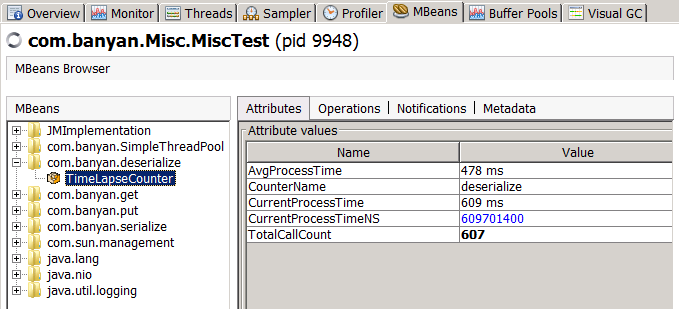 Overview Monitor Threads Sampler Profiler MBeans Buffer Pools Visual GC
com.banyan.Misc.MiscTest (pid 9948)
MBeans Browser
MBeans
JMImplementation
com.banyan.SimpleThreadPool
com.banyan.deserialize
TimeLapseCounter
com.banyan.get
com.banyan.put
com.banyan.serialize
com.sun.management
java.lang
java.nio
java.util.logging
Attributes Operations Notifications Metadata
Attribute values
Name Value
AvgProcessTime 478 ms
CounterName deserialize
CurrentProcessTime 609 ms
CurrentProcessTimeNS 609701400
TotalCallCount 607